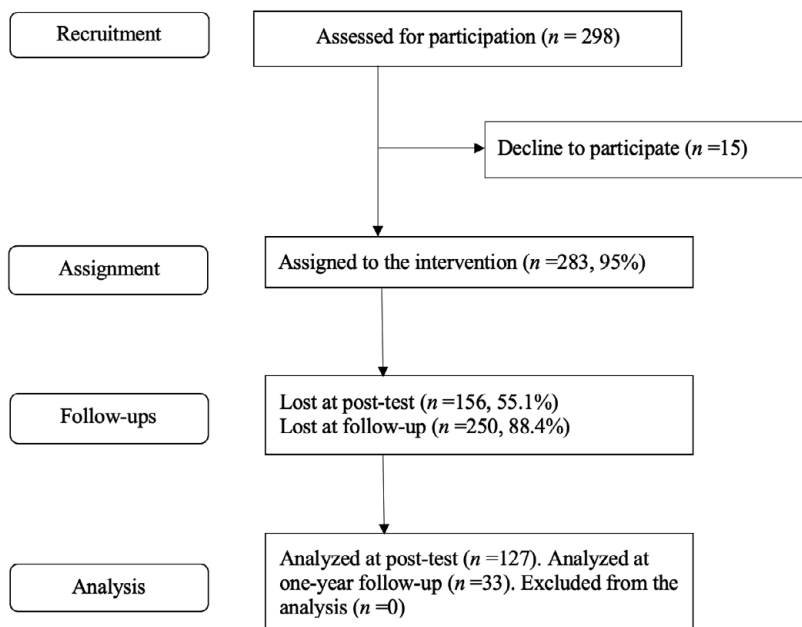 Recruitment
Assessed for participation (n = 298)
Decline to participate (n =15)
Assignment
Assigned to the intervention (n =283, 95%)
Follow-ups
Lost at post-test (n =156, 55.1%)
Lost at follow-up (n =250, 88.4%)
Analysis
Analyzed at post-test (n =127). Analyzed at
one-year follow-up (n =33). Excluded from the
analysis (n =0)